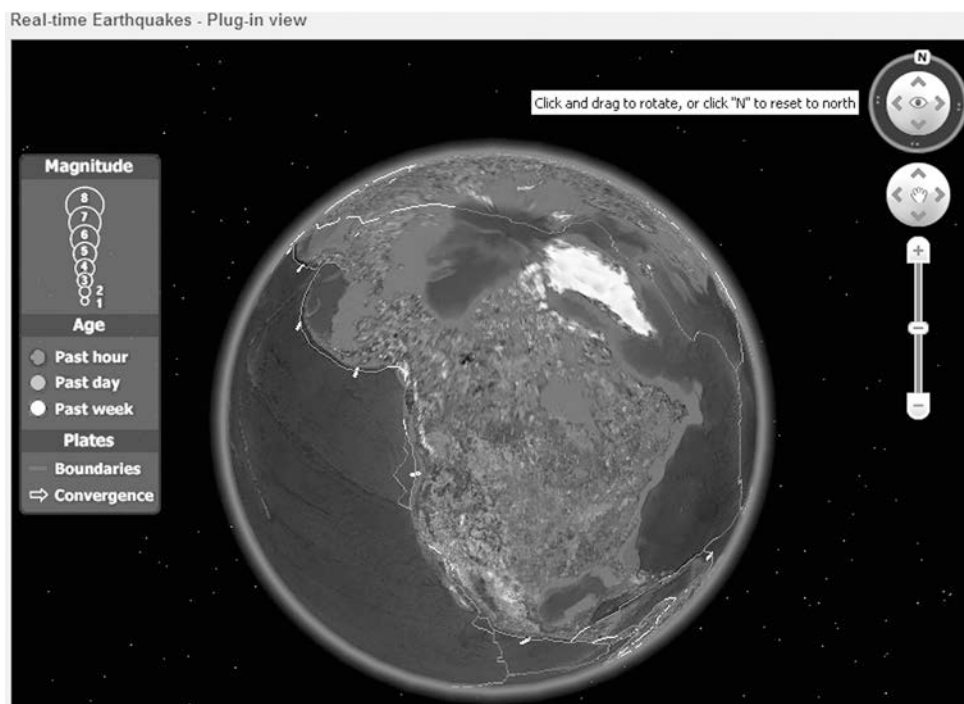 Real-time Earthquakes - Plug-in view
N
Click and drag to rotate, or click "N" to reset to north
Magnitude
8
7
6
5
4
3
2
1
Age
Past hour
Past day
Past week
Plates
Boundaries
Convergence